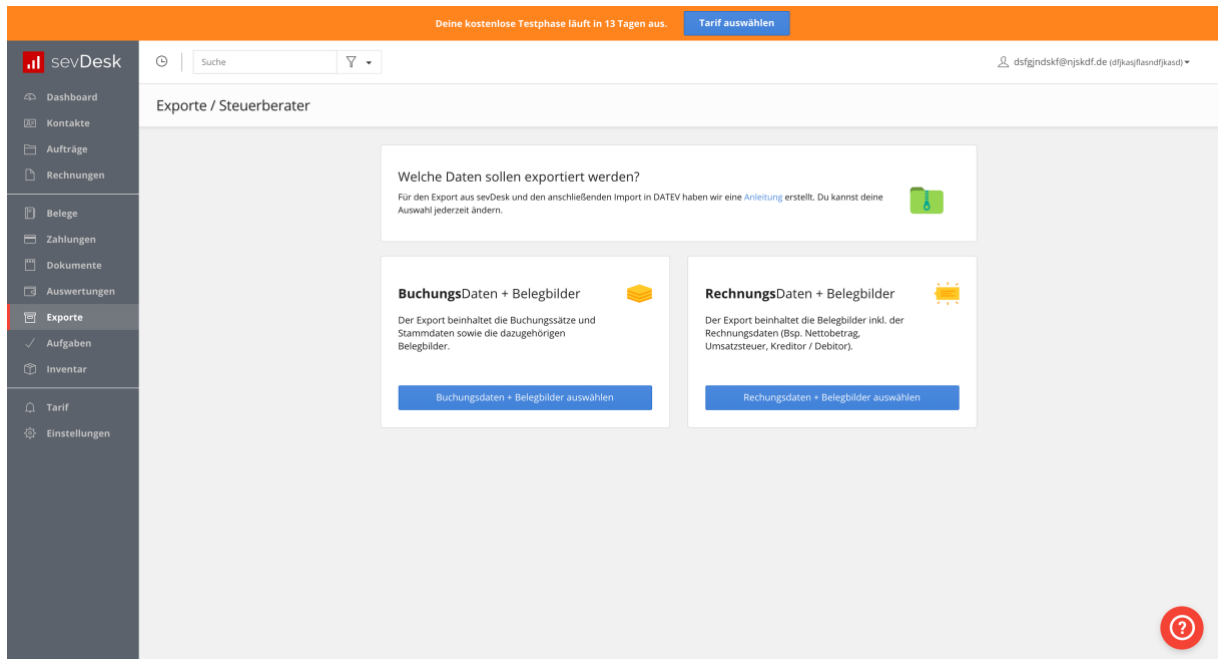 Deine kostenlose Testphase läuft in 13 Tagen aus. Tarif auswählen
sevDesk
Suche
dsfgjndskf@njskdf.de (dfjkasjflasndfjkasd)
Dashboard
Kontakte
Aufträge
Rechnungen
Belege
Zahlungen
Dokumente
Auswertungen
Exporte
Aufgaben
Inventar
Tarif
Einstellungen
Exporte / Steuerberater
Welche Daten sollen exportiert werden?
Für den Export aus sevDesk und den anschließenden Import in DATEV haben wir eine Anleitung erstellt. Du kannst deine
Auswahl jederzeit ändern.
BuchungsDaten + Belegbilder
Der Export beinhaltet die Buchungssätze und
Stammdaten sowie die dazugehörigen
Belegbilder.
Buchungsdaten + Belegbilder auswählen
RechnungsDaten + Belegbilder
Der Export beinhaltet die Belegbilder inkl. der
Rechnungsdaten (Bsp. Nettobetrag,
Umsatzsteuer, Kreditor / Debitor).
Rechungsdaten + Belegbilder auswählen
?